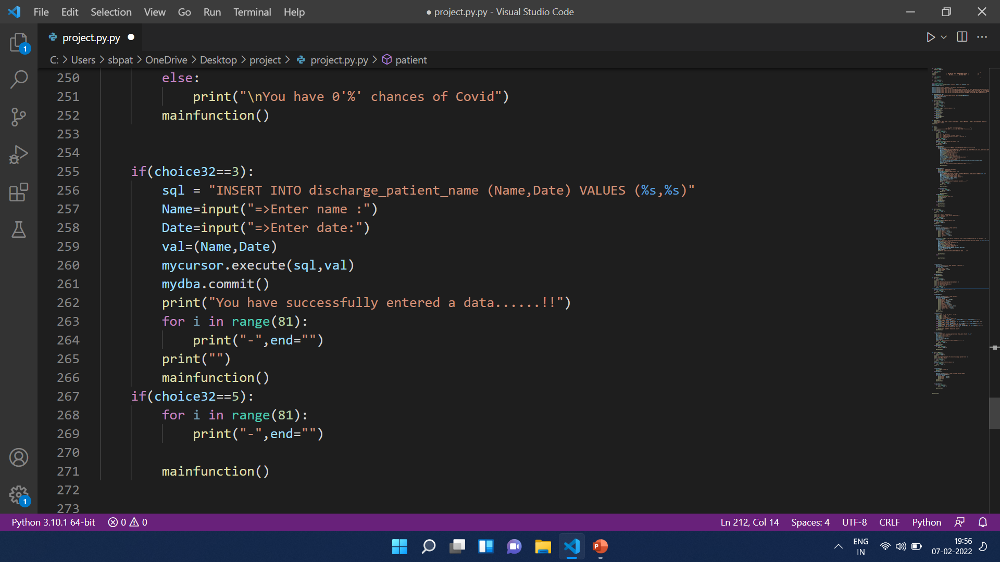 File Edit Selection View Go Run Terminal Help
● project.py.py - Visual Studio Code
project.py.py ●
C: > Users > sbpat > OneDrive > Desktop > project > project.py.py > patient
250 else:
251 print("\nYou have 0'%' chances of Covid")
252 mainfunction()
253
254
255 if(choice32==3):
256 sql = "INSERT INTO discharge_patient_name (Name,Date) VALUES (%s,%s)"
257 Name=input("=>Enter name :")
258 Date=input("=>Enter date:")
259 val=(Name,Date)
260 mycursor.execute(sql,val)
261 mydba.commit()
262 print("You have successfully entered a data......!!")
263 for i in range(81):
264 print("-",end="")
265 print("")
266 mainfunction()
267 if(choice32==5):
268 for i in range(81):
269 print("-",end="")
270
271 mainfunction()
272
273
1
1
Python 3.10.1 64-bit 0 0 Ln 212, Col 14 Spaces: 4 UTF-8 CRLF Python
ENG
IN
19:56
07-02-2022